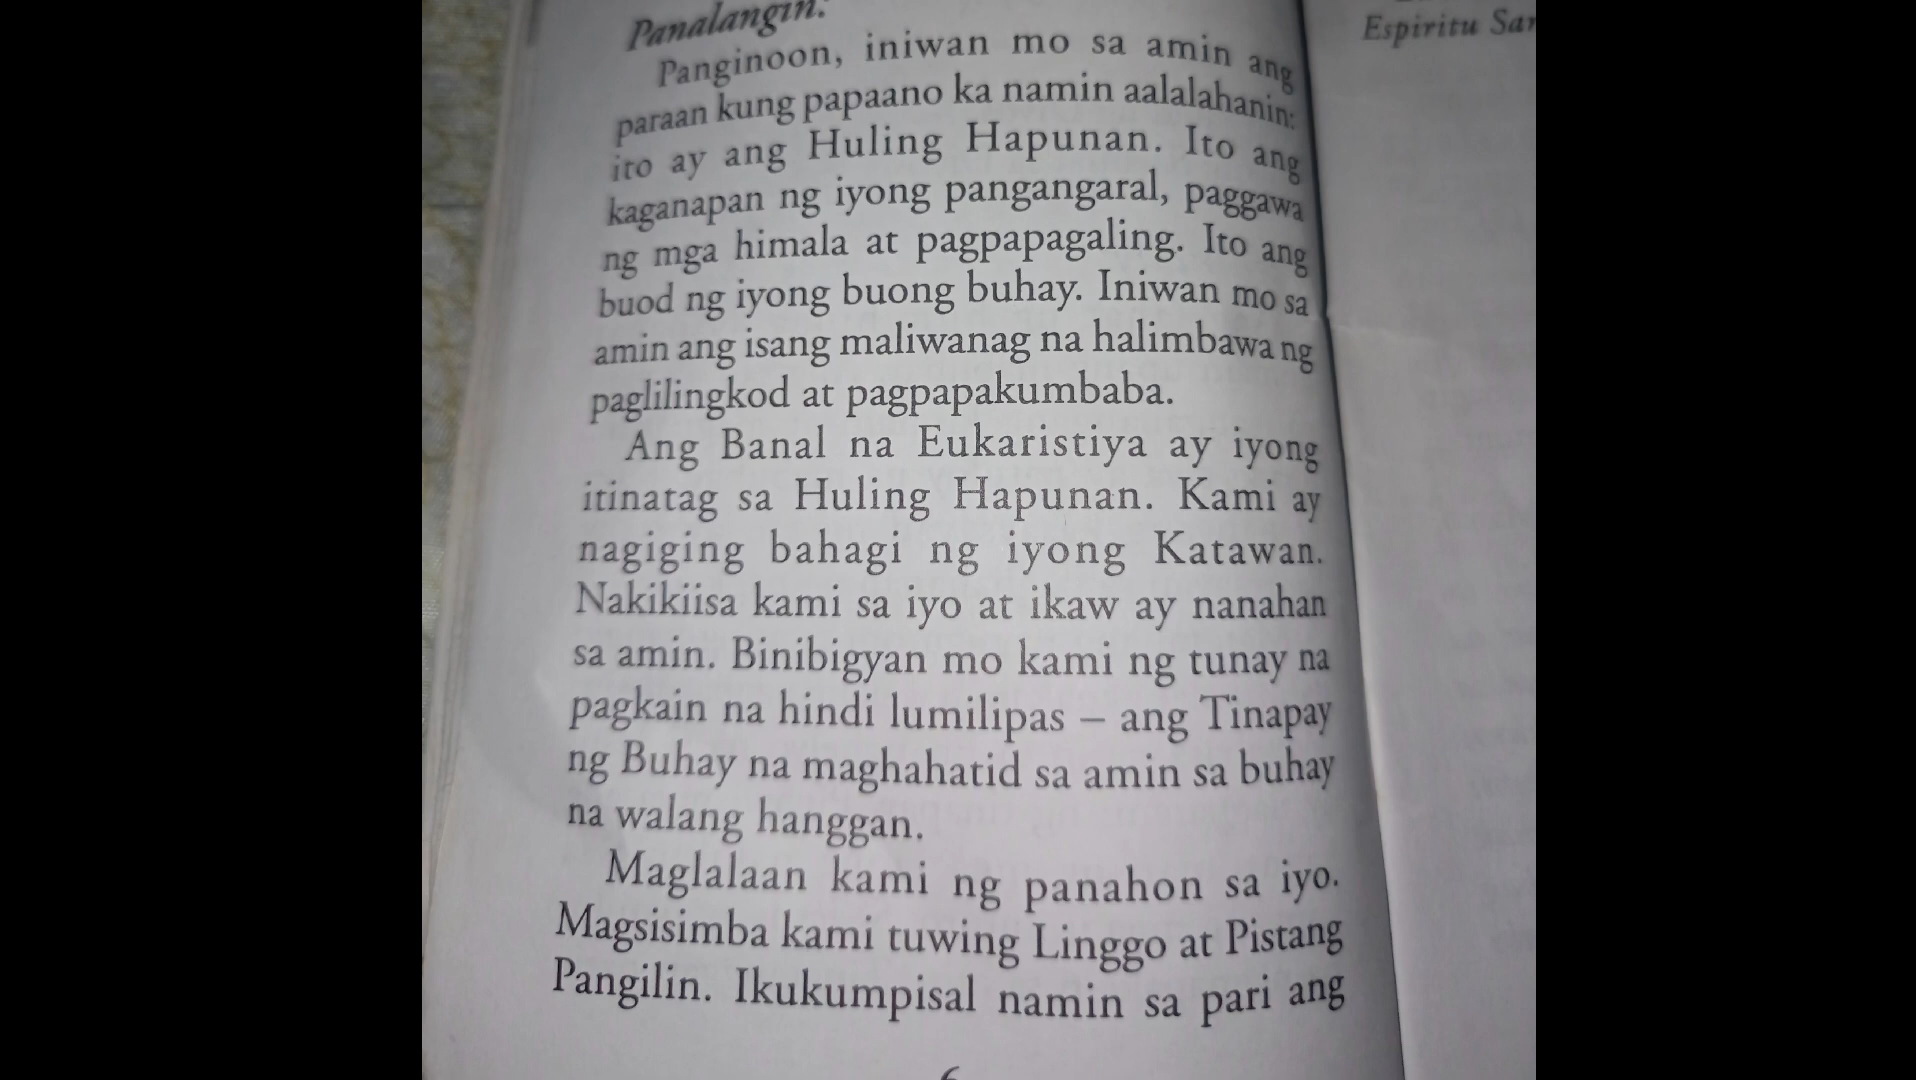 Panalangin:
Panginoon, iniwan mo sa amin ang
paraan kung papaano ka namin aalalahanin:
ito ay ang Huling Hapunan. Ito ang
kaganapan ng iyong pangangaral, paggawa
ng mga himala at pagpapagaling. Ito ang
buod ng iyong buong buhay. Iniwan mo sa
amin ang isang maliwanag na halimbawa ng
paglilingkod at pagpapakumbaba.
Ang Banal na Eukaristiya ay iyong
itinatag sa Huling Hapunan. Kami ay
nagiging bahagi ng iyong Katawan.
Nakikiisa kami sa iyo at ikaw ay nanahan
sa amin. Binibigyan mo kami ng tunay na
pagkain na hindi lumilipas – ang Tinapay
ng Buhay na maghahatid sa amin sa buhay
na walang hanggan.
Maglalaan kami ng panahon sa iyo.
Magsisimba kami tuwing Linggo at Pistang
Pangilin. Ikukumpisal namin sa pari ang
Espiritu